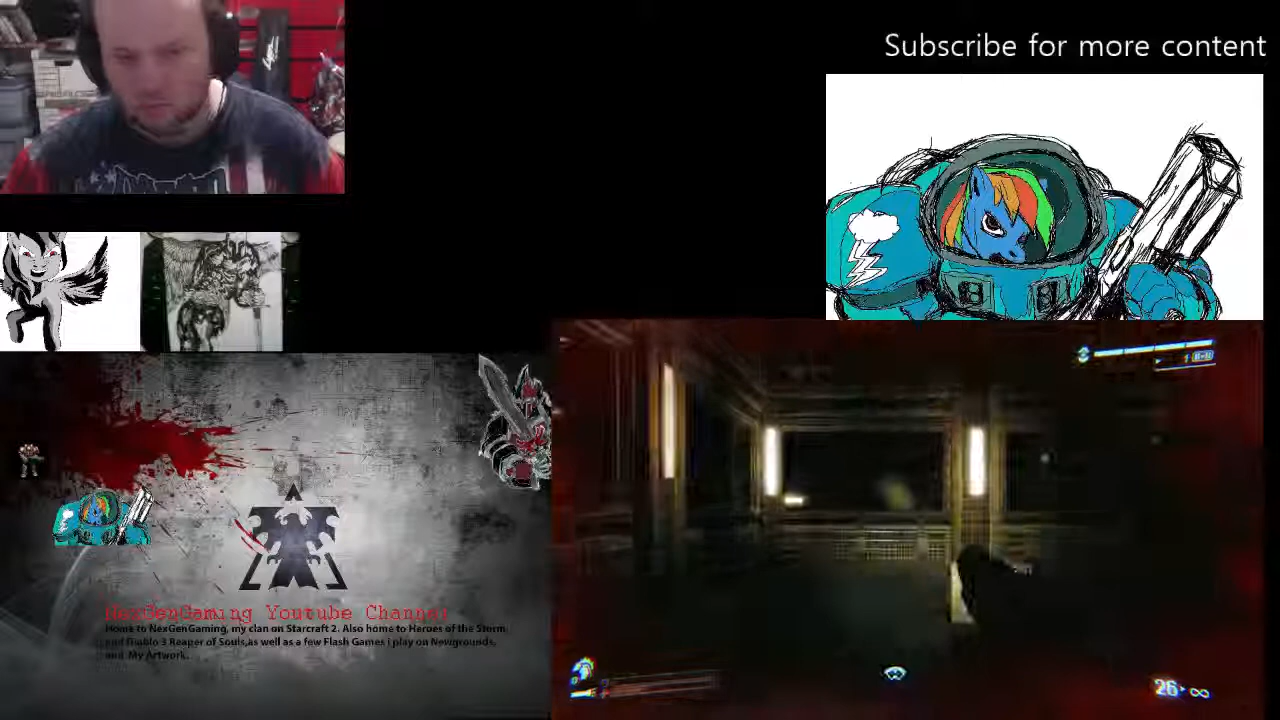 Subscribe for more content
NexGenGaming Youtube Channel
Home to NexGenGaming, my clan on Starcraft 2. Also home to Heroes of the Storm,
and Diablo 3 Reaper of Souls,as well as a few Flash Games i play on Newgrounds,
and My Artwork.
26 ∞